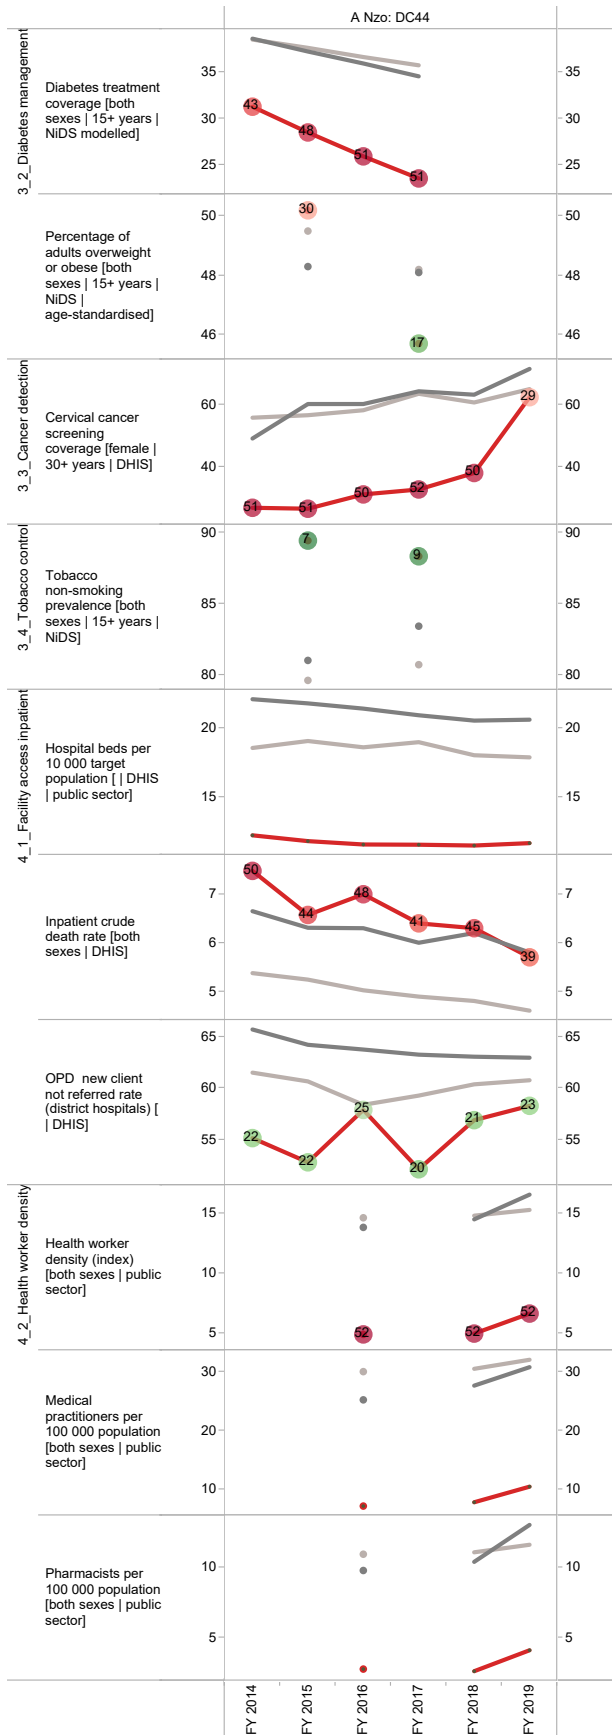 A Nzo: DC44
3_2_Diabetes management
Diabetes treatment
coverage [both
sexes | 15+ years |
NiDS modelled]
35
30
25
43
48
51
51
35
30
25
Percentage of
adults overweight
or obese [both
sexes | 15+ years |
NiDS |
age-standardised]
50
48
46
30
17
50
48
46
3_3_Cancer detection
Cervical cancer
screening
coverage [female |
30+ years | DHIS]
60
40
51
51
50
52
50
29
60
40
3_4_Tobacco control
Tobacco
non-smoking
prevalence [both
sexes | 15+ years |
NiDS]
90
85
80
7
9
90
85
80
4_1_Facility access inpatient
Hospital beds per
10 000 target
population [ | DHIS
| public sector]
20
15
20
15
Inpatient crude
death rate [both
sexes | DHIS]
7
6
5
50
44
48
41
45
39
7
6
5
OPD  new client
not referred rate
(district hospitals) [
| DHIS]
65
60
55
22
22
25
20
21
23
65
60
55
4_2_Health worker density
Health worker
density (index)
[both sexes | public
sector]
15
10
5
52
52
52
15
10
5
Medical
practitioners per
100 000 population
[both sexes | public
sector]
30
20
10
30
20
10
Pharmacists per
100 000 population
[both sexes | public
sector]
10
5
10
5
FY 2014
FY 2015
FY 2016
FY 2017
FY 2018
FY 2019